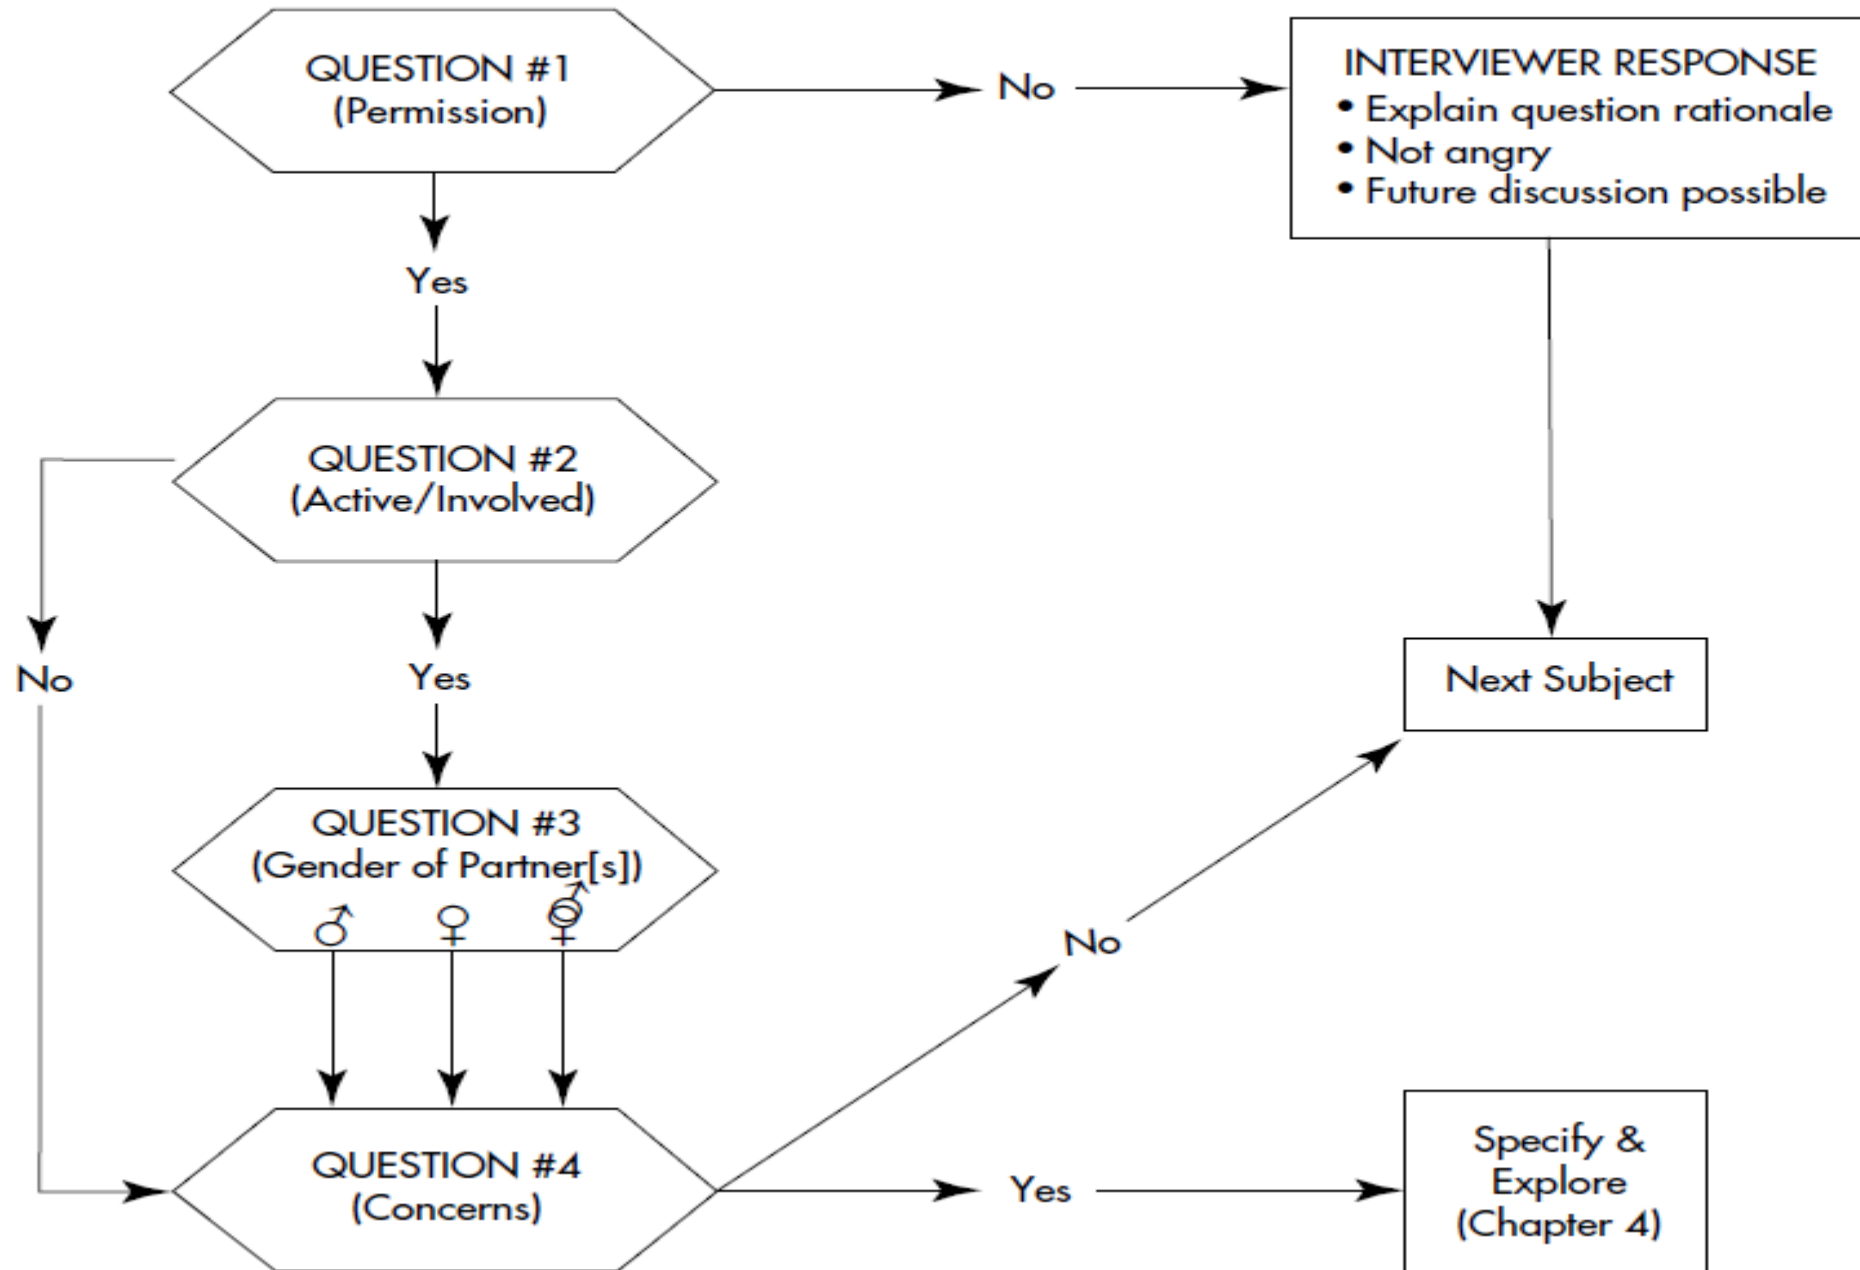 QUESTION #1
(Permission)
No
INTERVIEWER RESPONSE
• Explain question rationale
• Not angry
• Future discussion possible
Yes
QUESTION #2
(Active/Involved)
No
Yes
Next Subject
QUESTION #3
(Gender of Partner[s])
♂ ♀ ⚥
No
QUESTION #4
(Concerns)
Yes
Specify &
Explore
(Chapter 4)